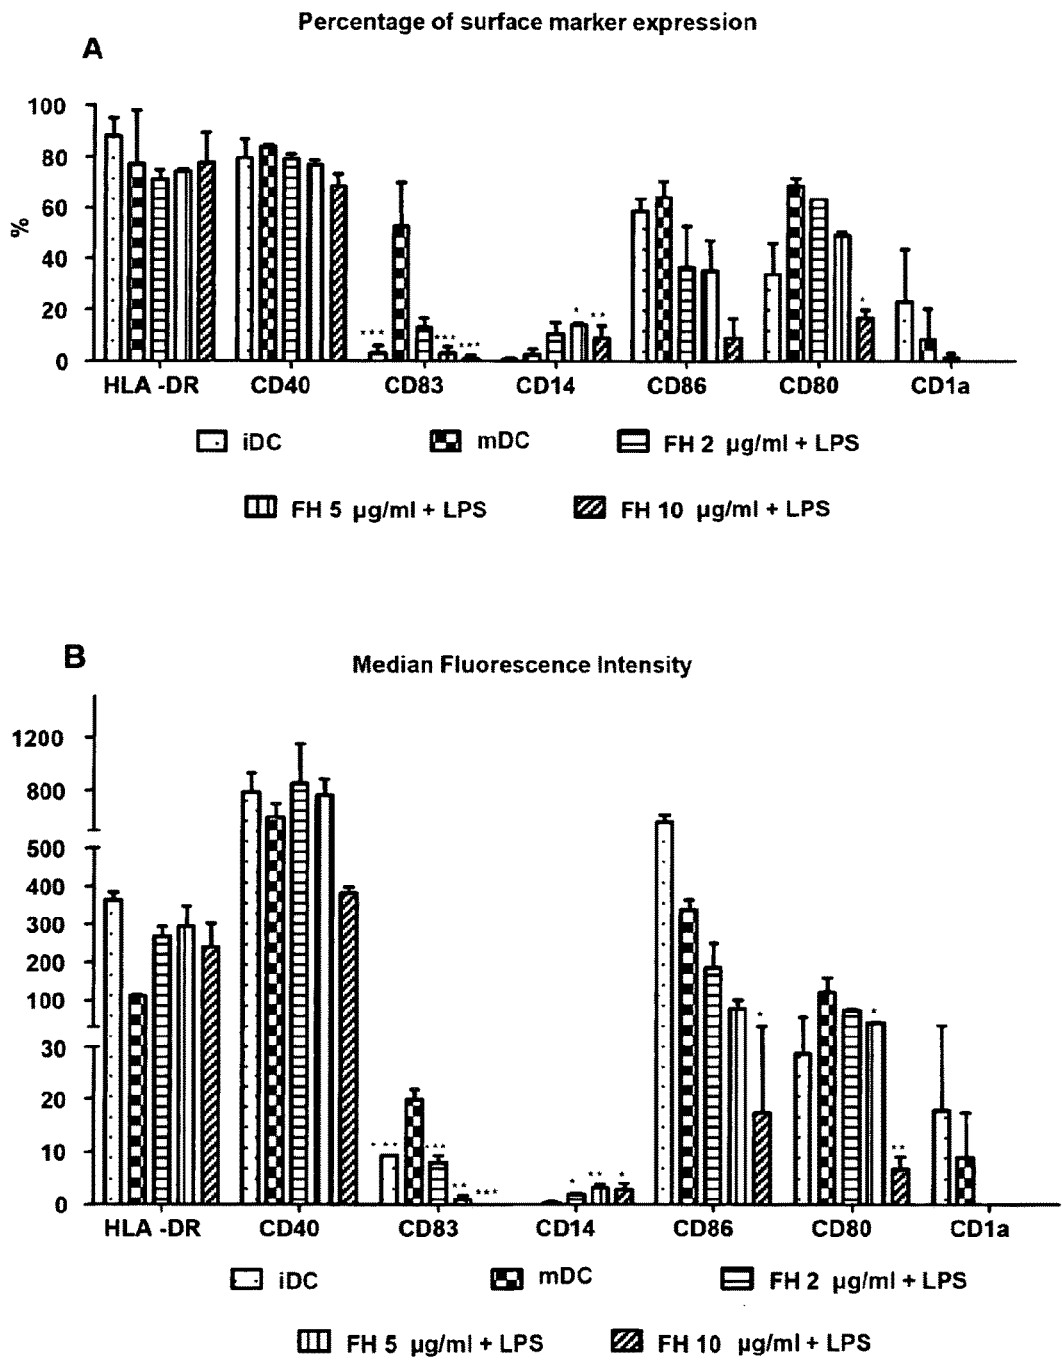 Percentage of surface marker expression
A
100
80
60
40
20
0
%
*** *** *** * ** *
HLA -DR CD40 CD83 CD14 CD86 CD80 CD1a
iDC mDC FH 2 µg/ml + LPS
FH 5 µg/ml + LPS FH 10 µg/ml + LPS
B
Median Fluorescence Intensity
1200
800
500
400
300
200
100
30
20
10
0
*** *** ** *** * ** * * * **
HLA -DR CD40 CD83 CD14 CD86 CD80 CD1a
iDC mDC FH 2 µg/ml + LPS
FH 5 µg/ml + LPS FH 10 µg/ml + LPS